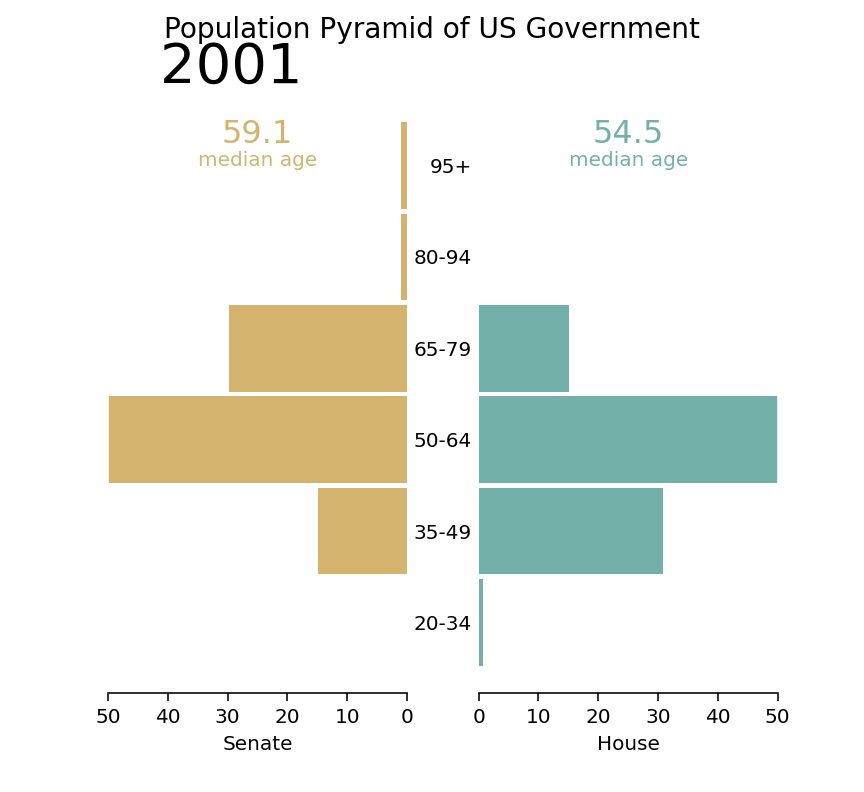 Population Pyramid of US Government
2001
59.1
median age
54.5
median age
95+
80-94
65-79
50-64
35-49
20-34
50 40 30 20 10 0
0 10 20 30 40 50
Senate
House